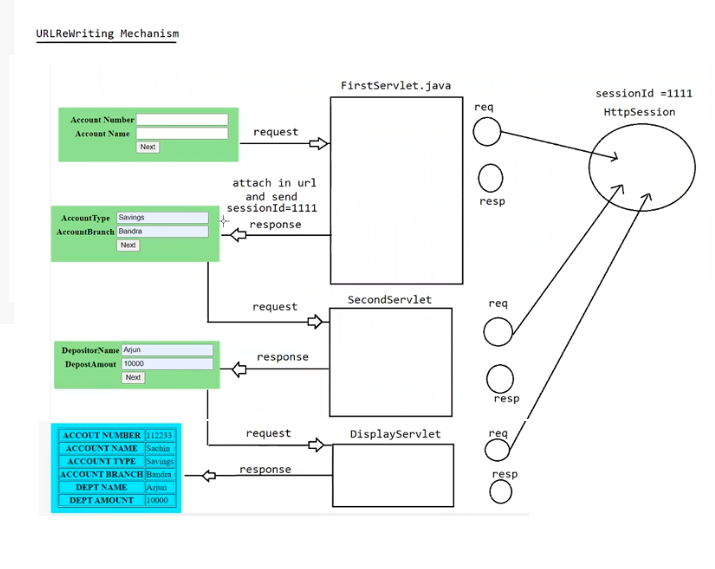 URLReWriting Mechanism
FirstServlet.java
sessionId =1111
HttpSession
req
resp
Account Number
Account Name
Next
request
attach in url
and send
sessionId=1111
response
AccountType Savings
AccountBranch Bandra
Next
request
SecondServlet
req
resp
DepositorName Arjun
DepostAmout 10000
Next
response
request
DisplayServlet
req
resp
response
ACCOUT NUMBER 112233
ACCOUNT NAME Sachin
ACCOUNT TYPE Savings
ACCOUNT BRANCH Bandra
DEPT NAME Arjun
DEPT AMOUNT 10000